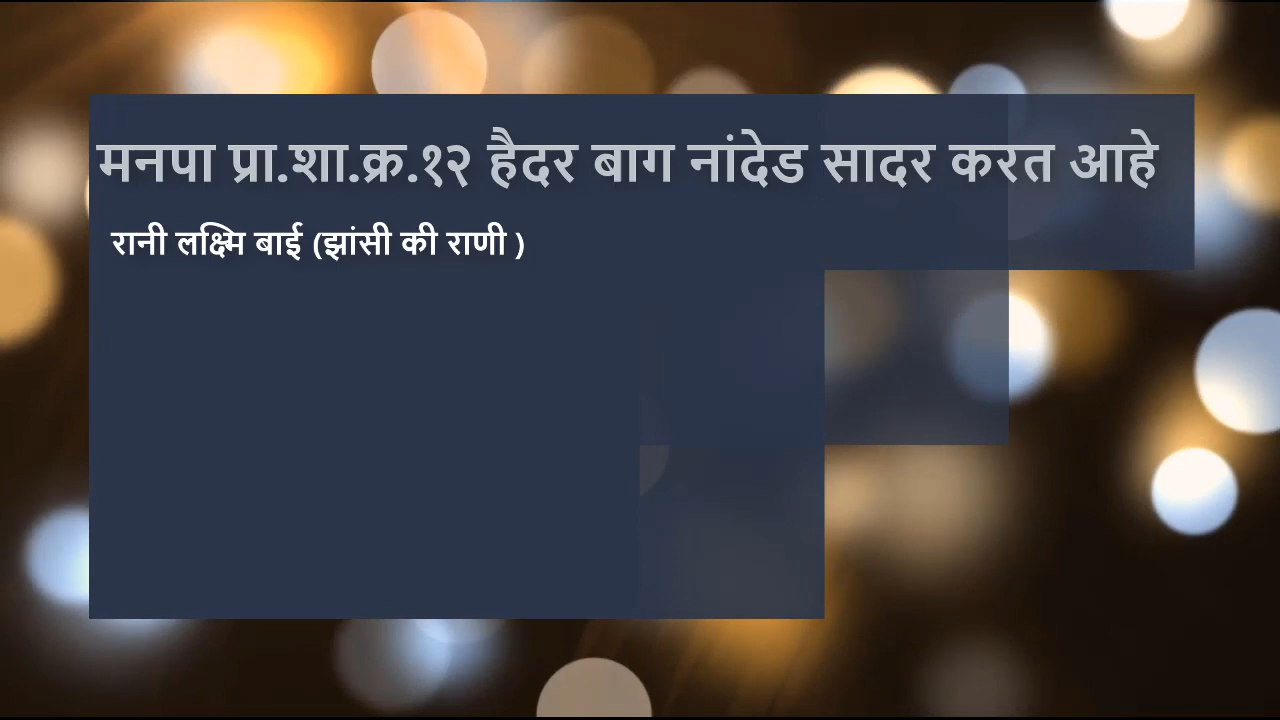 मनपा प्रा.शा.क्र.१२ हैदर बाग नांदेड सादर करत आहे
रानी लक्ष्मि बाई (झांसी की राणी )